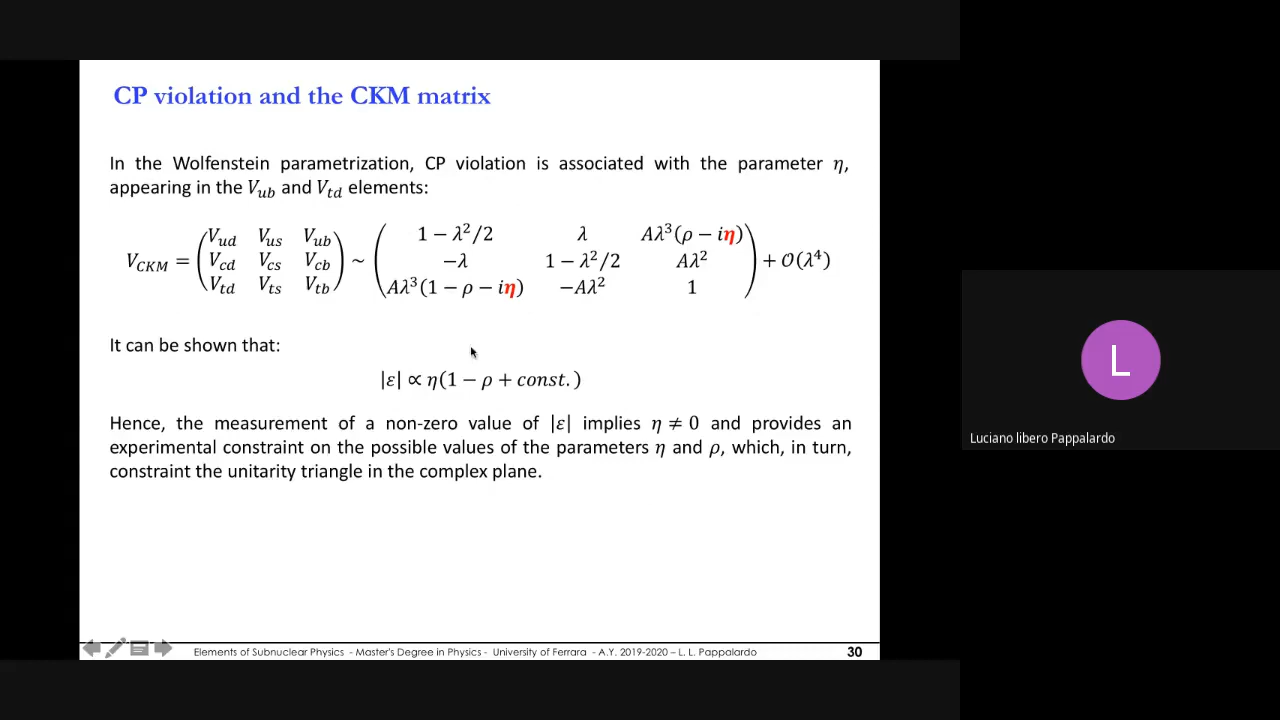 CP violation and the CKM matrix
In the Wolfenstein parametrization, CP violation is associated with the parameter η,
appearing in the V_ub and V_td elements:
V_CKM = ( V_ud V_us V_ub ; V_cd V_cs V_cb ; V_td V_ts V_tb ) ~ ( 1 − λ²/2 λ Aλ³(ρ − iη) ; −λ 1 − λ²/2 Aλ² ; Aλ³(1 − ρ − iη) −Aλ² 1 ) + 𝒪(λ⁴)
It can be shown that:
|ε| ∝ η(1 − ρ + const.)
Hence, the measurement of a non-zero value of |ε| implies η ≠ 0 and provides an
experimental constraint on the possible values of the parameters η and ρ, which, in turn,
constraint the unitarity triangle in the complex plane.
Elements of Subnuclear Physics - Master's Degree in Physics - University of Ferrara - A.Y. 2019-2020 – L. L. Pappalardo
30
L
Luciano libero Pappalardo